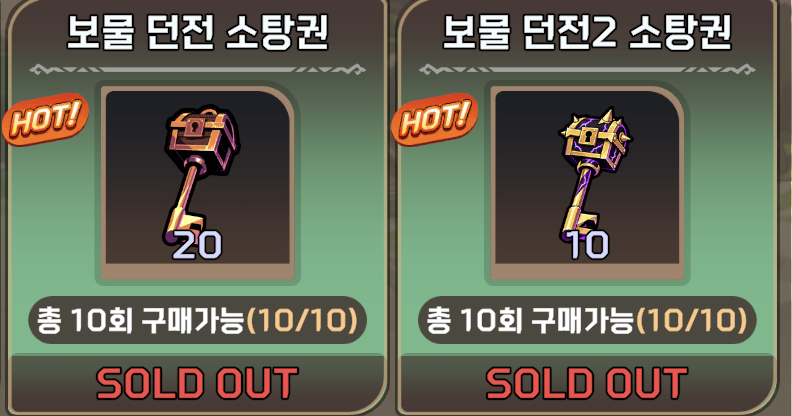 보물 던전 소탕권
HOT!
20
총 10회 구매가능(10/10)
SOLD OUT
보물 던전2 소탕권
HOT!
10
총 10회 구매가능(10/10)
SOLD OUT